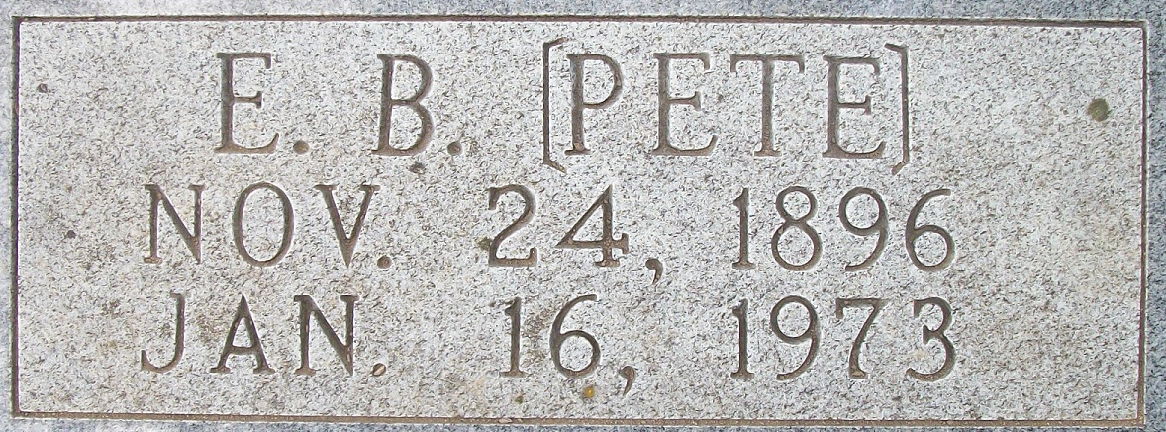 E. B. [PETE]
NOV. 24, 1896
JAN. 16, 1973